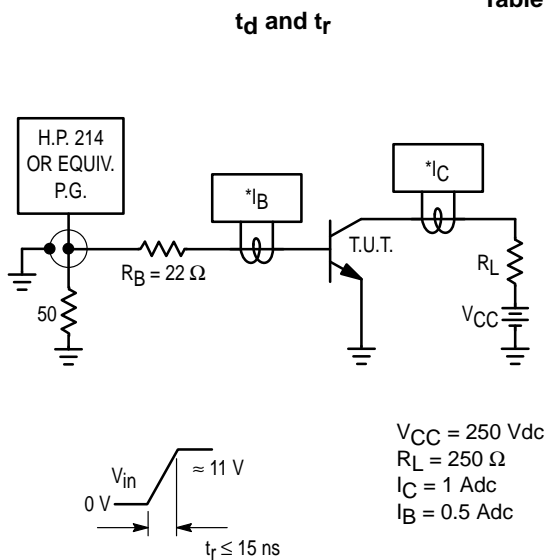 Table
td and tr
H.P. 214
OR EQUIV.
P.G.
*IB
*IC
T.U.T.
RB = 22 Ω
RL
50
VCC
Vin
≈ 11 V
0 V
tr ≤ 15 ns
VCC = 250 Vdc
RL = 250 Ω
IC = 1 Adc
IB = 0.5 Adc